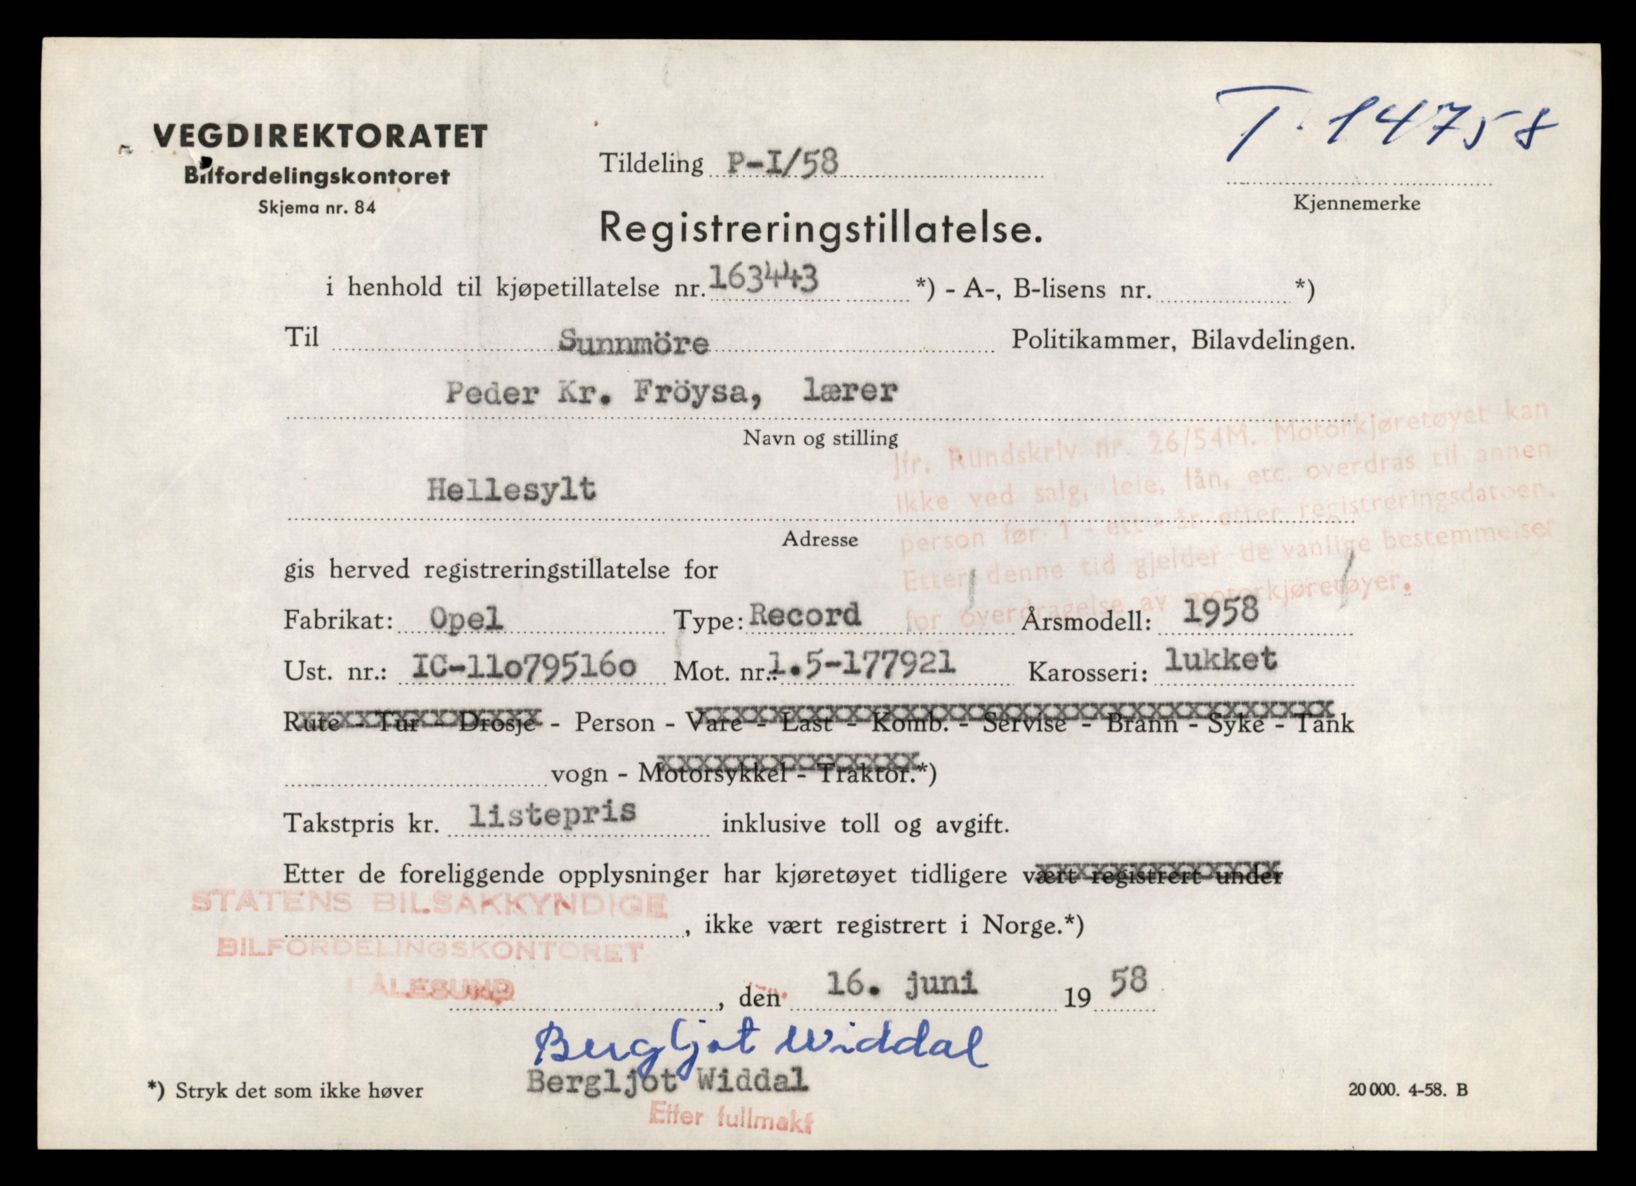 T. 14758
VEGDIREKTORATET
Bilfordelingskontoret
Skjema nr. 84
Tildeling P-I/58
Kjennemerke
Registreringstillatelse.
i henhold til kjøpetillatelse nr. 163443 *) - A-, B-lisens nr. *)
Til Sunnmöre Politikammer, Bilavdelingen.
Peder Kr. Fröysa, lærer
Navn og stilling
Jfr. Rundskriv nr. 26/54M. Motorkjøretøyet kan
ikke ved salg, leie, lån, etc. overdras til annen
person før 1 - ett - år etter registreringsdatoen.
Etter denne tid gjelder de vanlige bestemmelser
for overdragelse av motorkjøretøyer.
Hellesylt
Adresse
gis herved registreringstillatelse for
Fabrikat: Opel Type: Record Årsmodell: 1958
Ust. nr.: IC-11o79516o Mot. nr.: 1.5-177921 Karosseri: lukket
Rute - Tur - Drosje - Person - Vare - Last - Komb. - Servise - Brann - Syke - Tank
vogn - Motorsykkel - Traktor.*)
Takstpris kr. listepris inklusive toll og avgift.
Etter de foreliggende opplysninger har kjøretøyet tidligere vært registrert under
, ikke vært registrert i Norge.*)
STATENS BILSAKKYNDIGE
BILFORDELINGSKONTORET
I ÅLESUND
, den 16. juni 1958
Bergljot Widdal
Bergljot Widdal
Etter fullmakt
*) Stryk det som ikke høver
20 000. 4-58. B